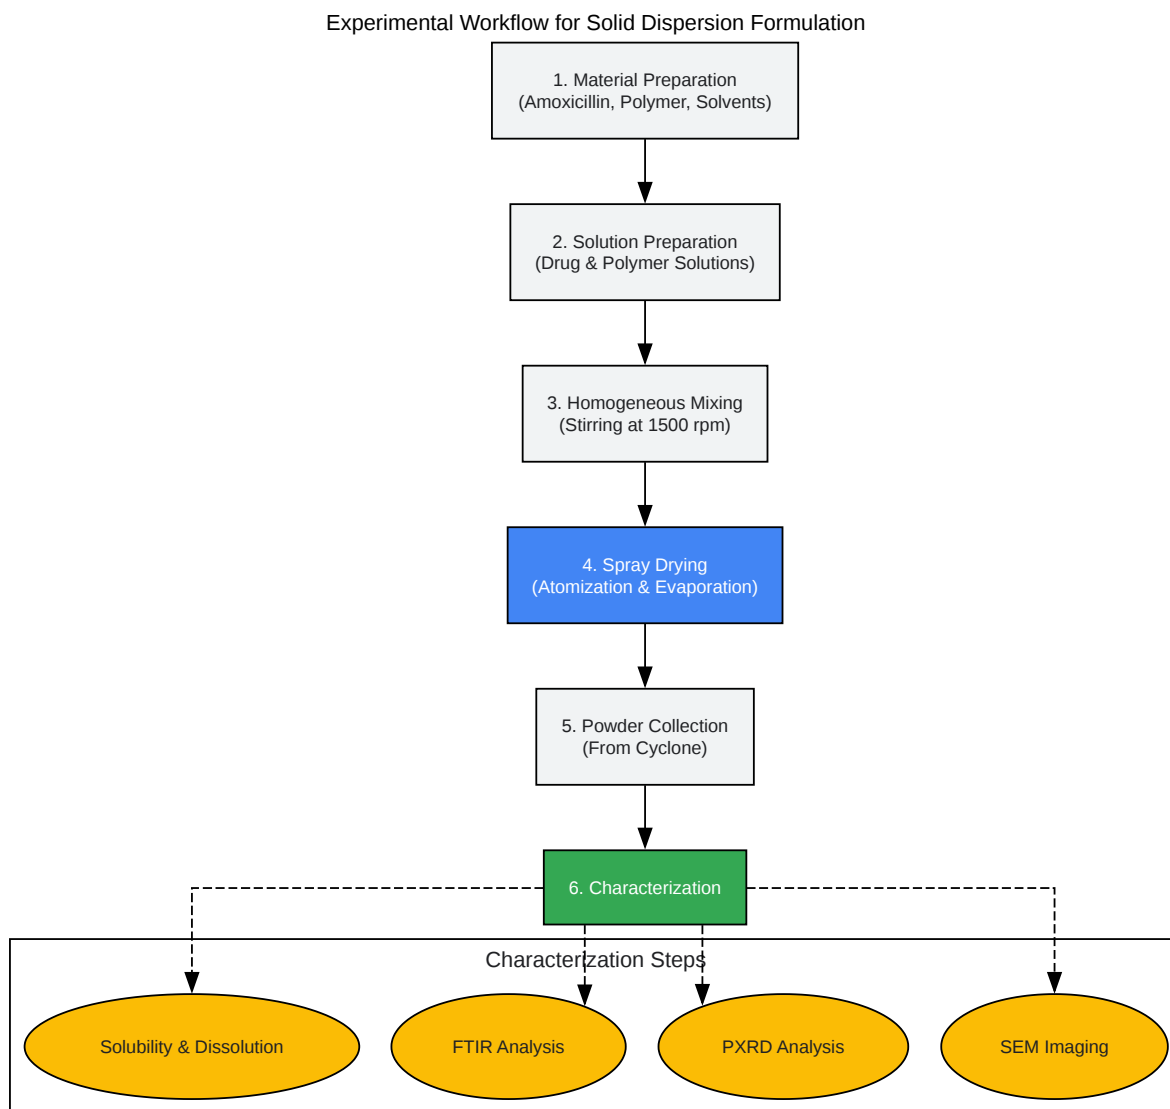 Experimental Workflow for Solid Dispersion Formulation
1. Material Preparation
(Amoxicillin, Polymer, Solvents)
2. Solution Preparation
(Drug & Polymer Solutions)
3. Homogeneous Mixing
(Stirring at 1500 rpm)
4. Spray Drying
(Atomization & Evaporation)
5. Powder Collection
(From Cyclone)
6. Characterization
Characterization Steps
Solubility & Dissolution
FTIR Analysis
PXRD Analysis
SEM Imaging